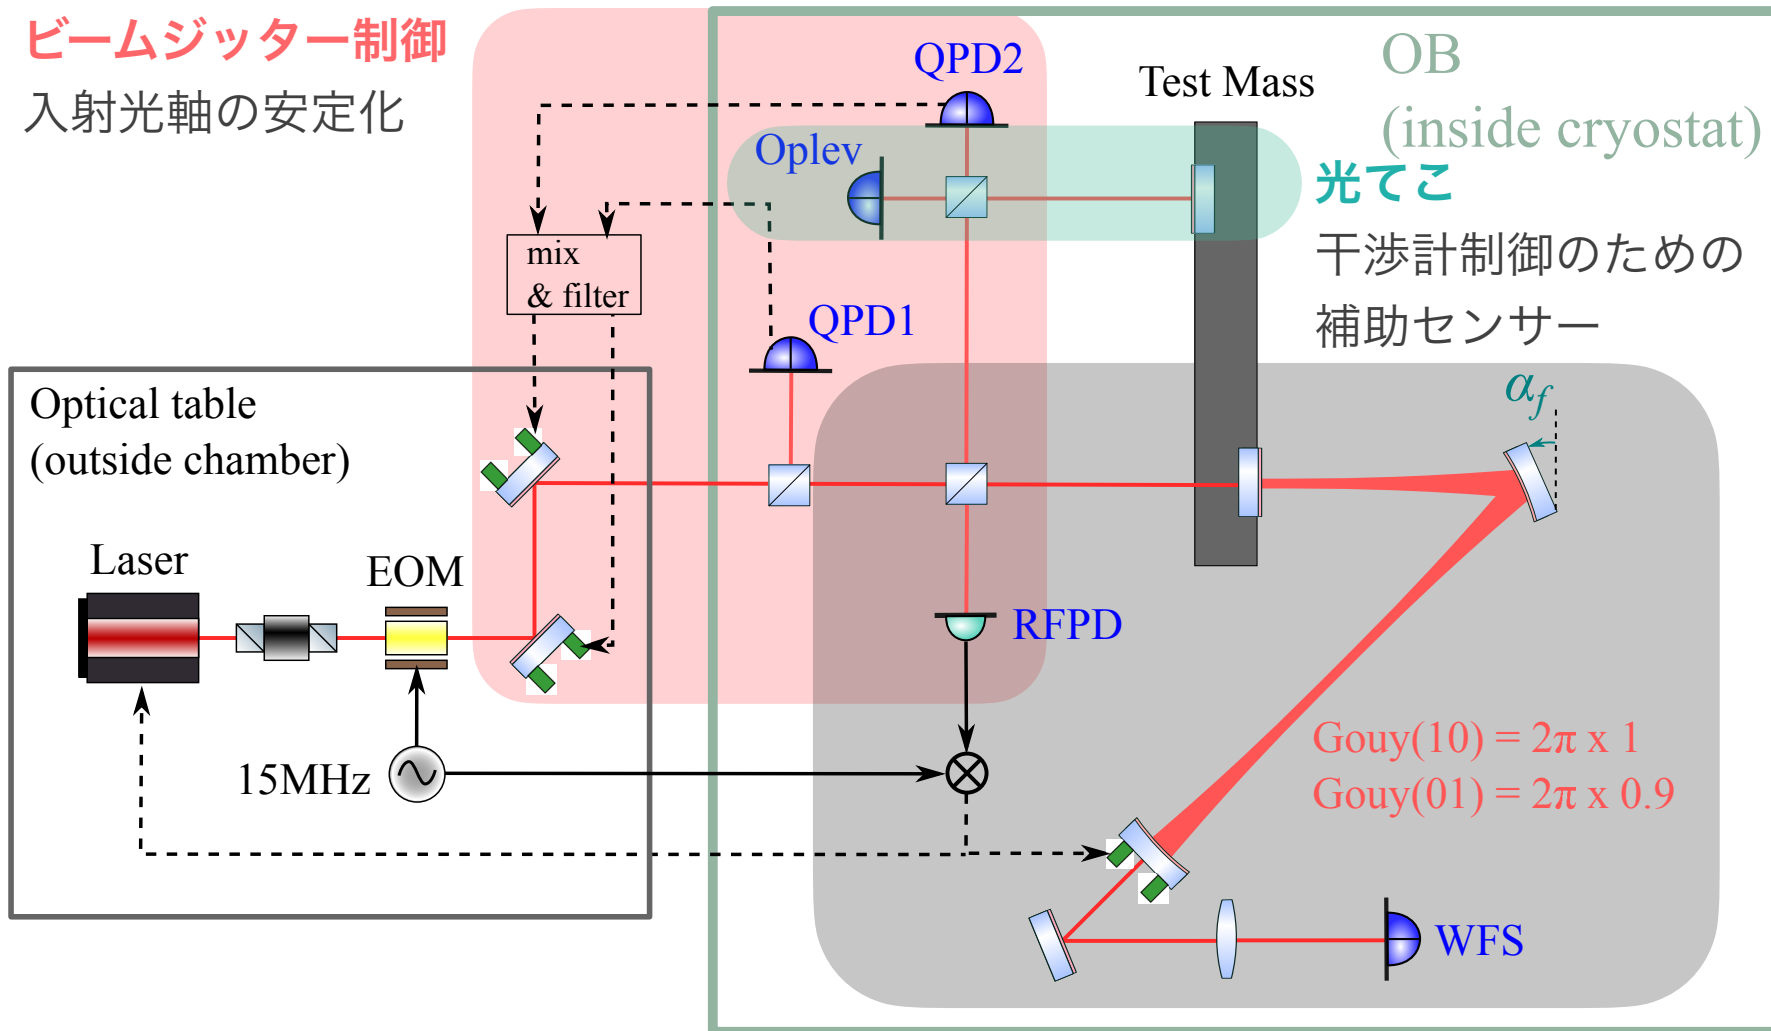 ビームジッター制御
入射光軸の安定化
QPD2
Test Mass
OB
(inside cryostat)
Oplev
光てこ
干渉計制御のための
補助センサー
mix
& filter
QPD1
αf
Optical table
(outside chamber)
Laser
EOM
RFPD
15MHz
Gouy(10) = 2π x 1
Gouy(01) = 2π x 0.9
WFS